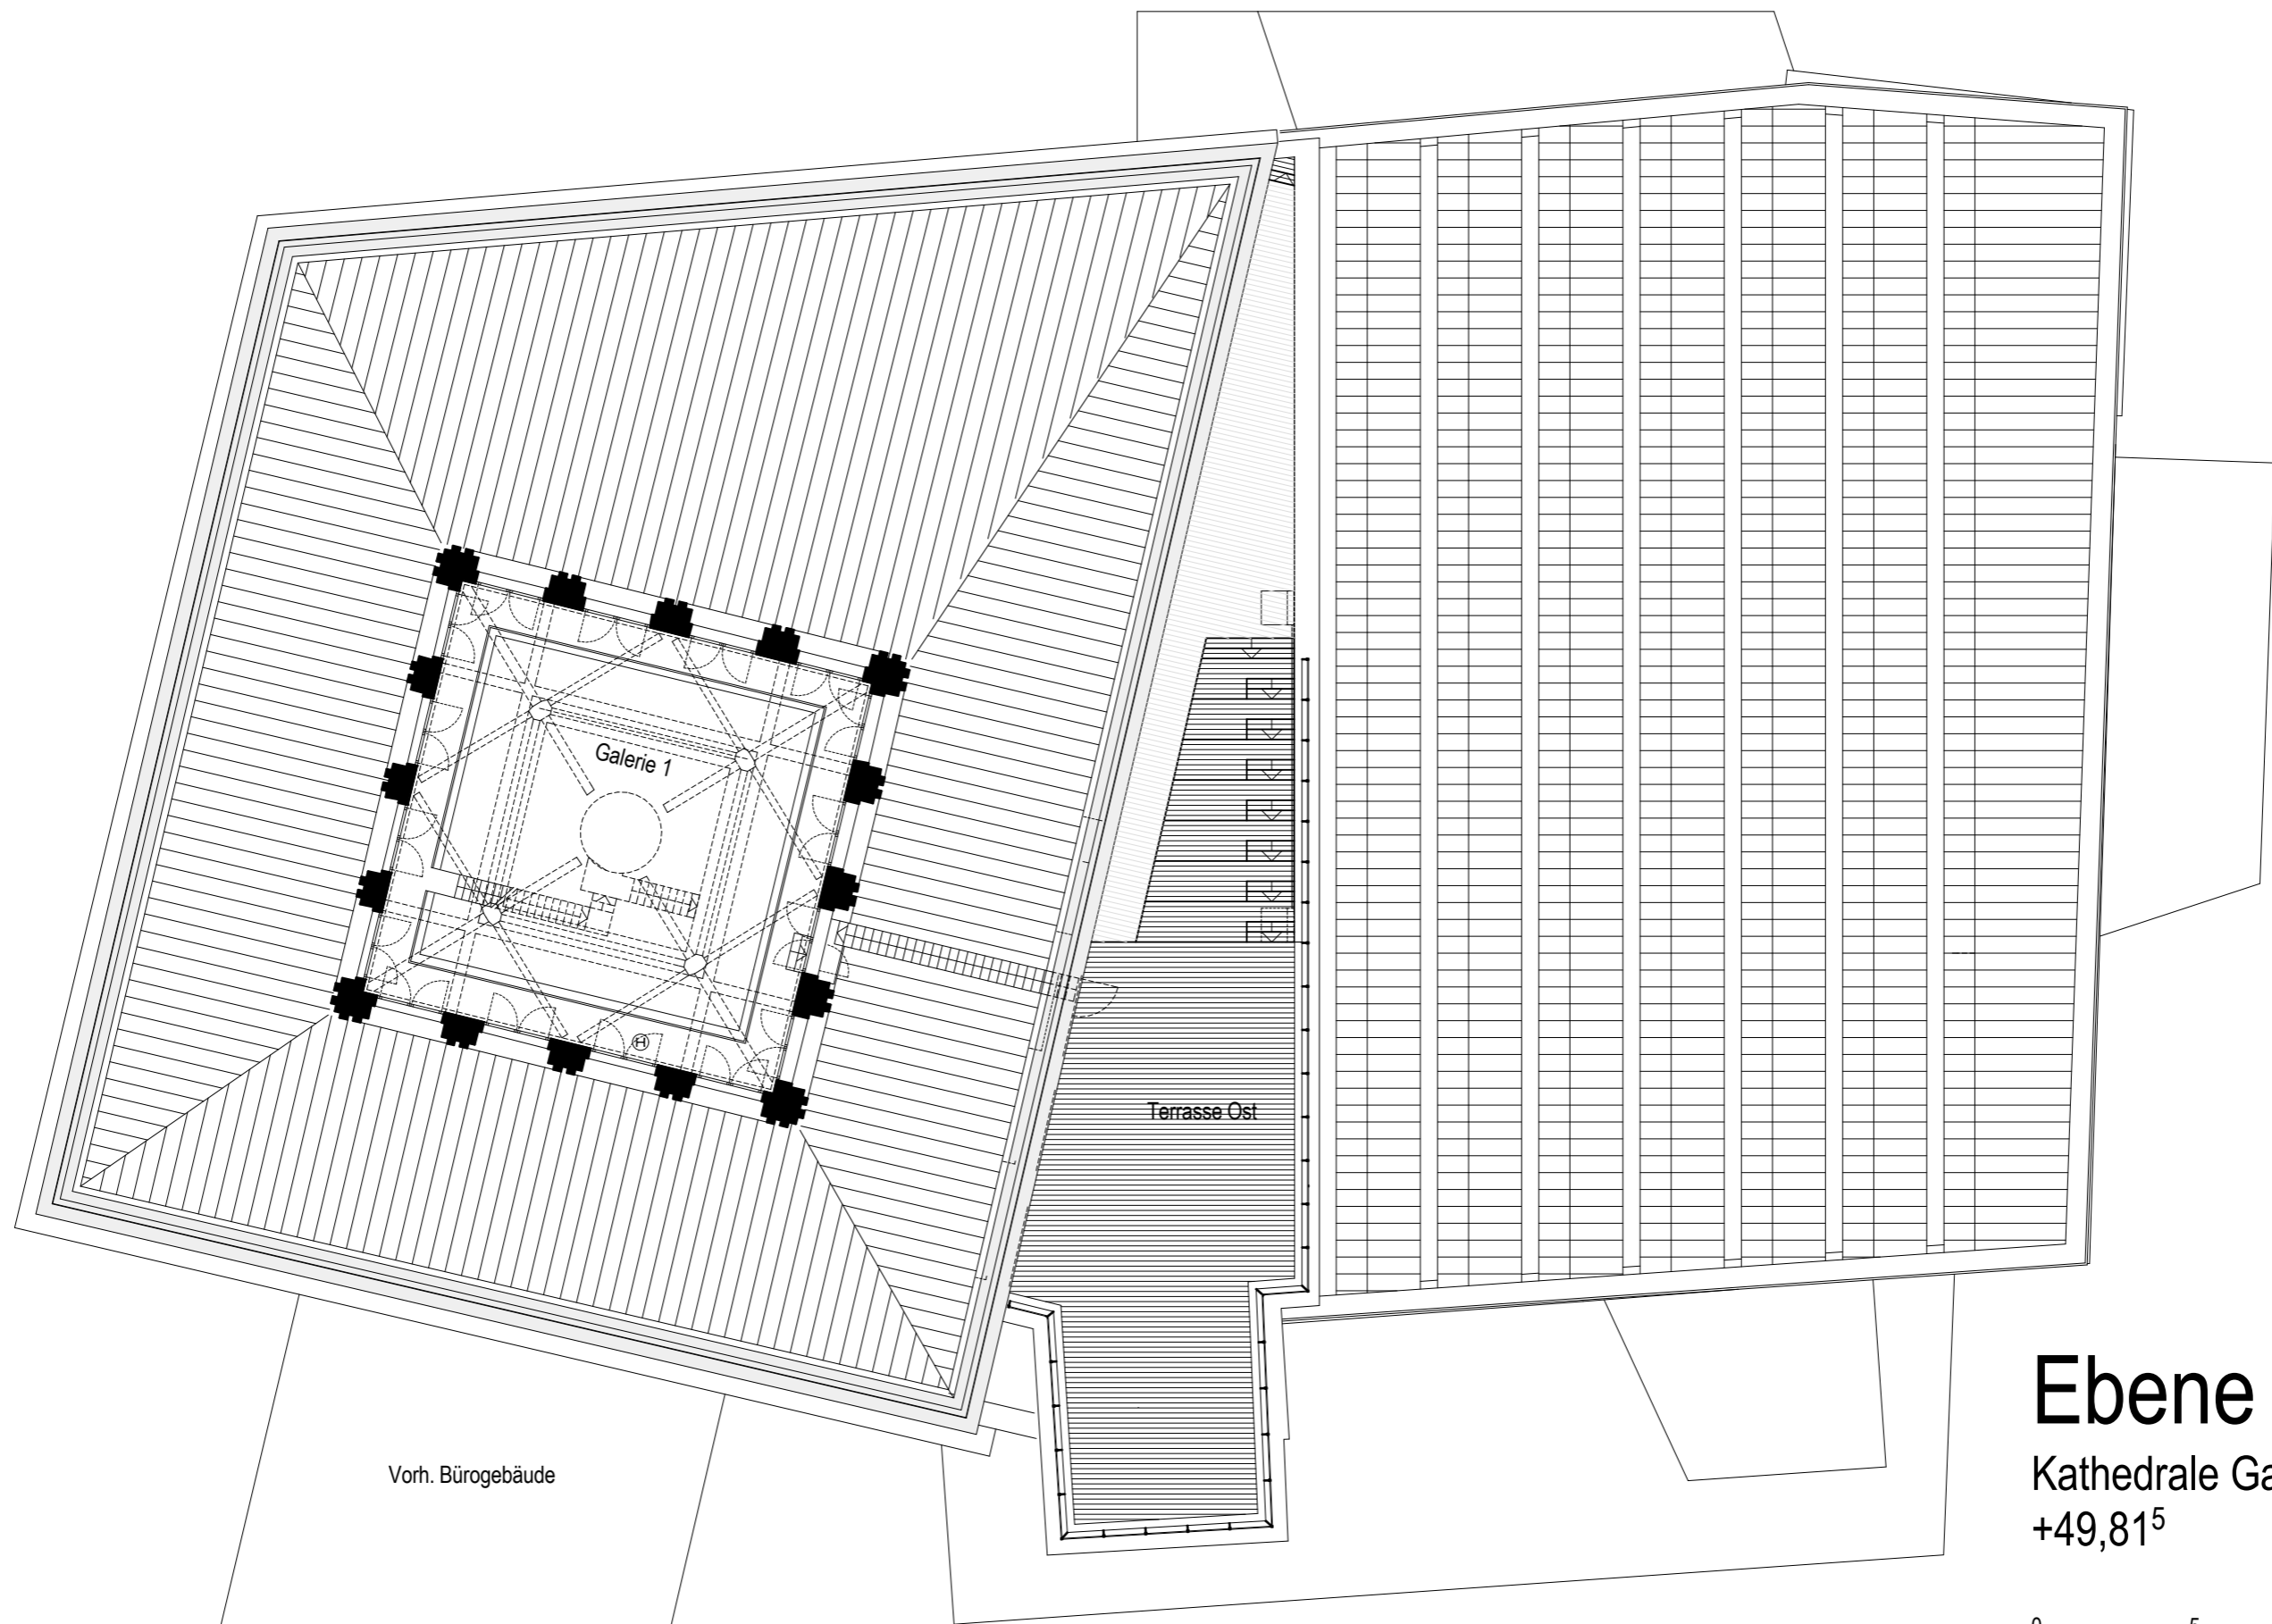 Galerie 1
H
Terrasse Ost
Vorh. Bürogebäude
Ebene
Kathedrale Ga
+49,81⁵
0 5